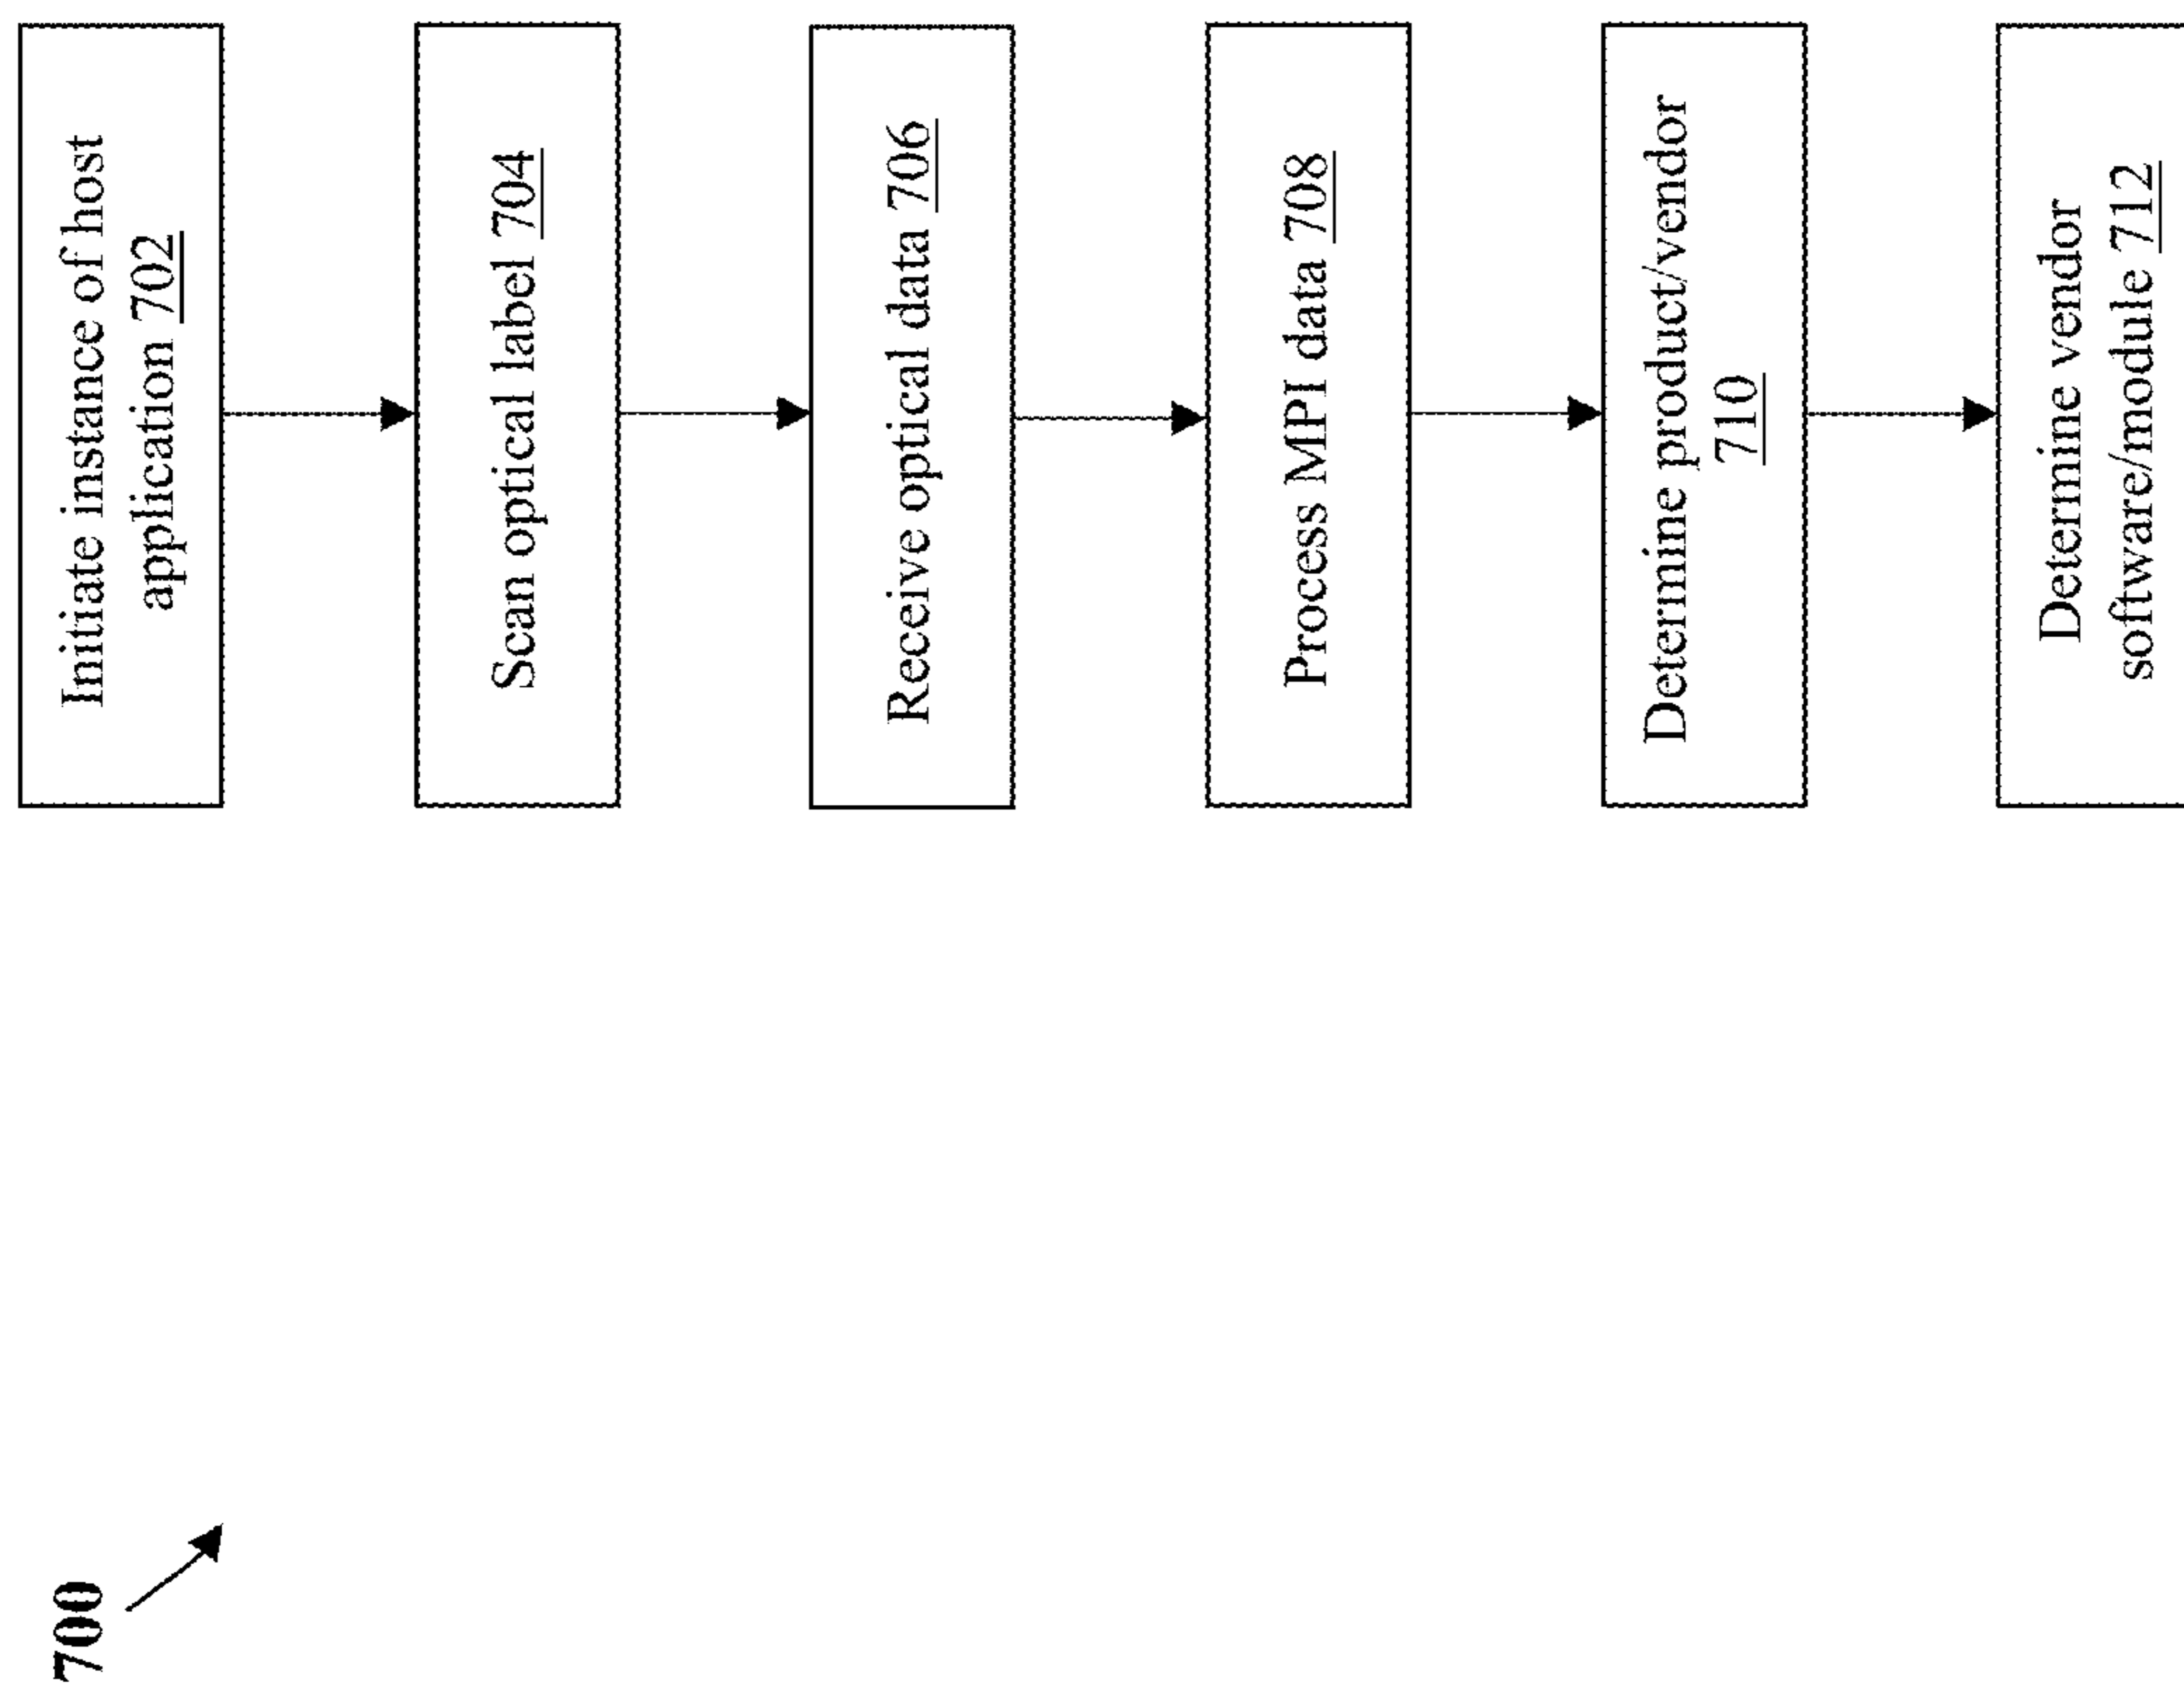 700
Initiate instance of host
application 702
Scan optical label 704
Receive optical data 706
Process MPI data 708
Determine product/vendor
710
Determine vendor
software/module 712